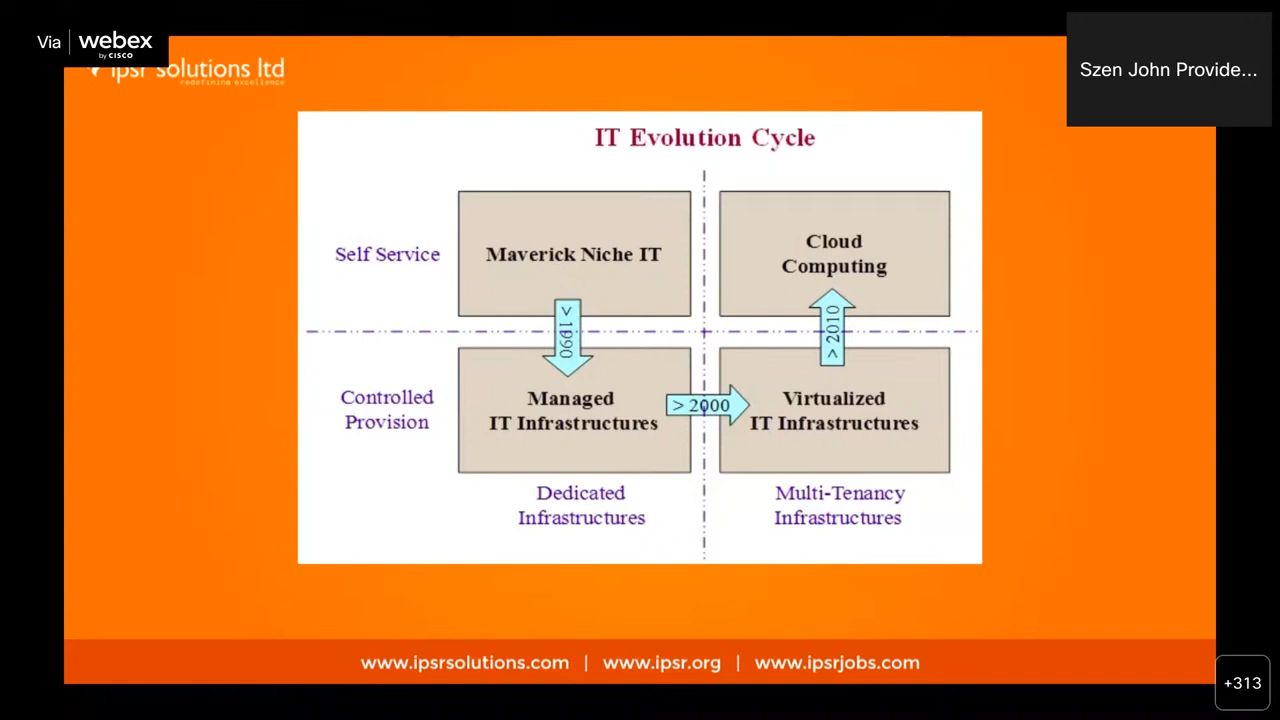 Via webex
by CISCO
ipsr solutions ltd
redefining excellence
Szen John Provide...
IT Evolution Cycle
Self Service
Maverick Niche IT
Cloud
Computing
> 1990
> 2010
Controlled
Provision
Managed
IT Infrastructures
> 2000
Virtualized
IT Infrastructures
Dedicated
Infrastructures
Multi-Tenancy
Infrastructures
www.ipsrsolutions.com | www.ipsr.org | www.ipsrjobs.com
+313